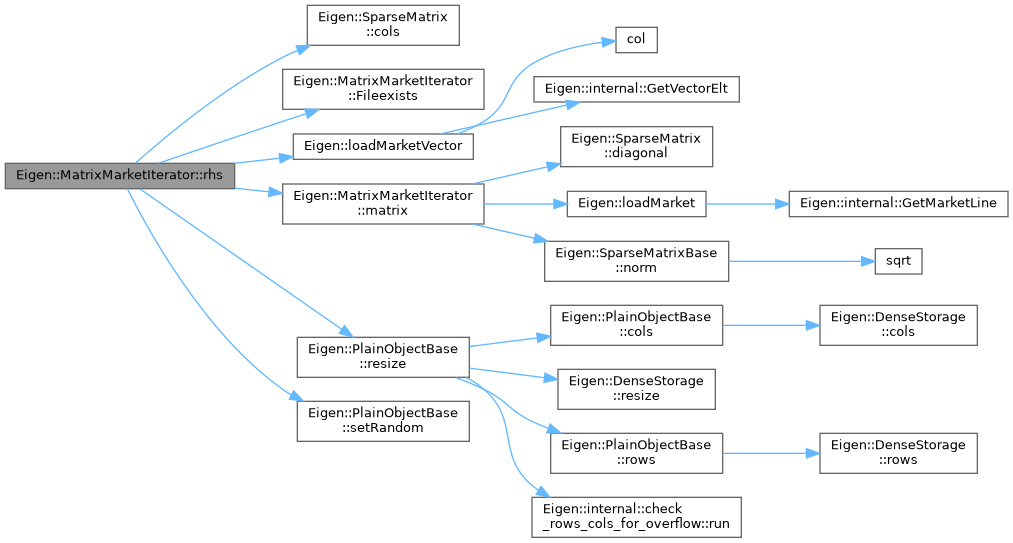 Eigen::MatrixMarketIterator::rhs
Eigen::SparseMatrix
::cols
Eigen::MatrixMarketIterator
::Fileexists
Eigen::loadMarketVector
col
Eigen::internal::GetVectorElt
Eigen::MatrixMarketIterator
::matrix
Eigen::SparseMatrix
::diagonal
Eigen::loadMarket
Eigen::internal::GetMarketLine
Eigen::SparseMatrixBase
::norm
sqrt
Eigen::PlainObjectBase
::resize
Eigen::PlainObjectBase
::cols
Eigen::DenseStorage
::cols
Eigen::DenseStorage
::resize
Eigen::PlainObjectBase
::rows
Eigen::DenseStorage
::rows
Eigen::internal::check
_rows_cols_for_overflow::run
Eigen::PlainObjectBase
::setRandom